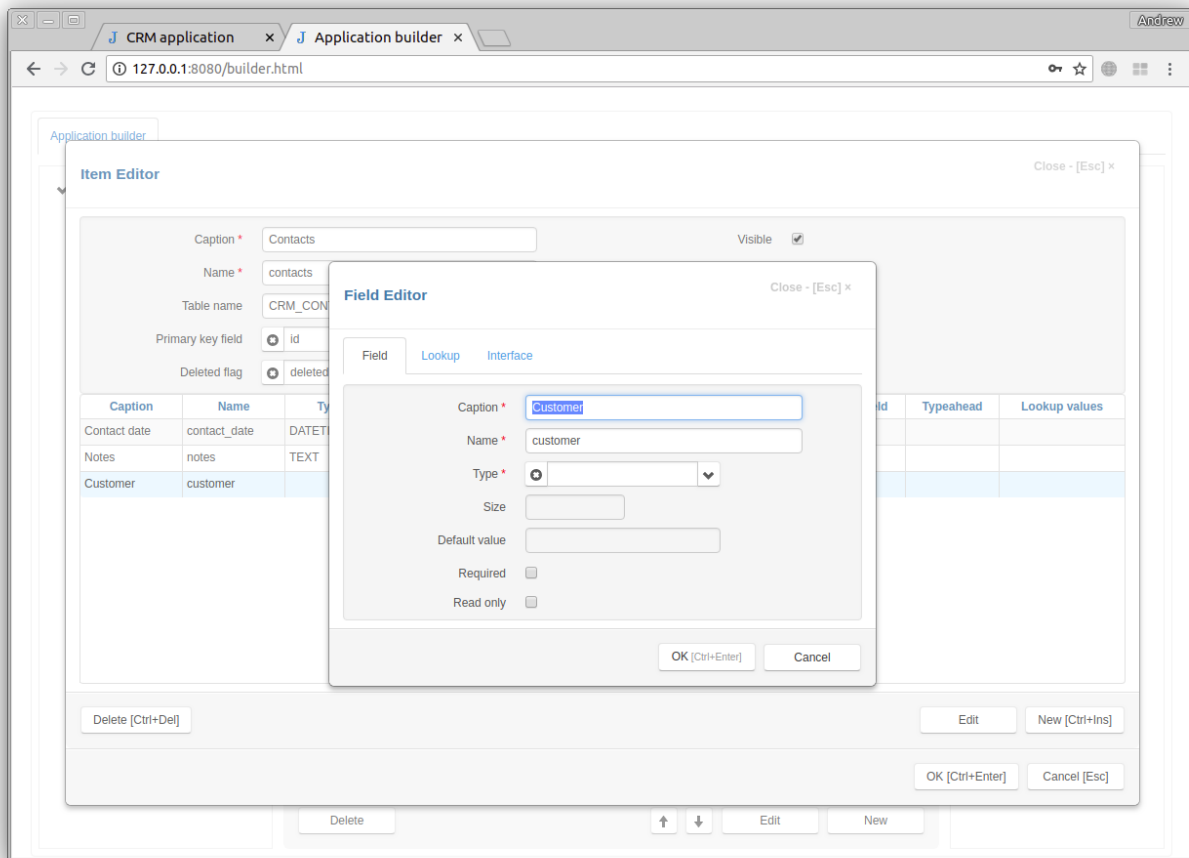 Andrew
J CRM application × J Application builder ×
127.0.0.1:8080/builder.html
Application builder
Item Editor Close - [Esc] ×
Caption * Contacts Visible
Name * contacts
Table name CRM_CON
Primary key field id
Deleted flag deleted
Field Editor Close - [Esc] ×
Field Lookup Interface
Caption * Customer
Name * customer
Type *
Size
Default value
Required
Read only
OK [Ctrl+Enter] Cancel
Caption Name Ty ld Typeahead Lookup values
Contact date contact_date DATETI
Notes notes TEXT
Customer customer
Delete [Ctrl+Del] Edit New [Ctrl+Ins]
OK [Ctrl+Enter] Cancel [Esc]
Delete Edit New